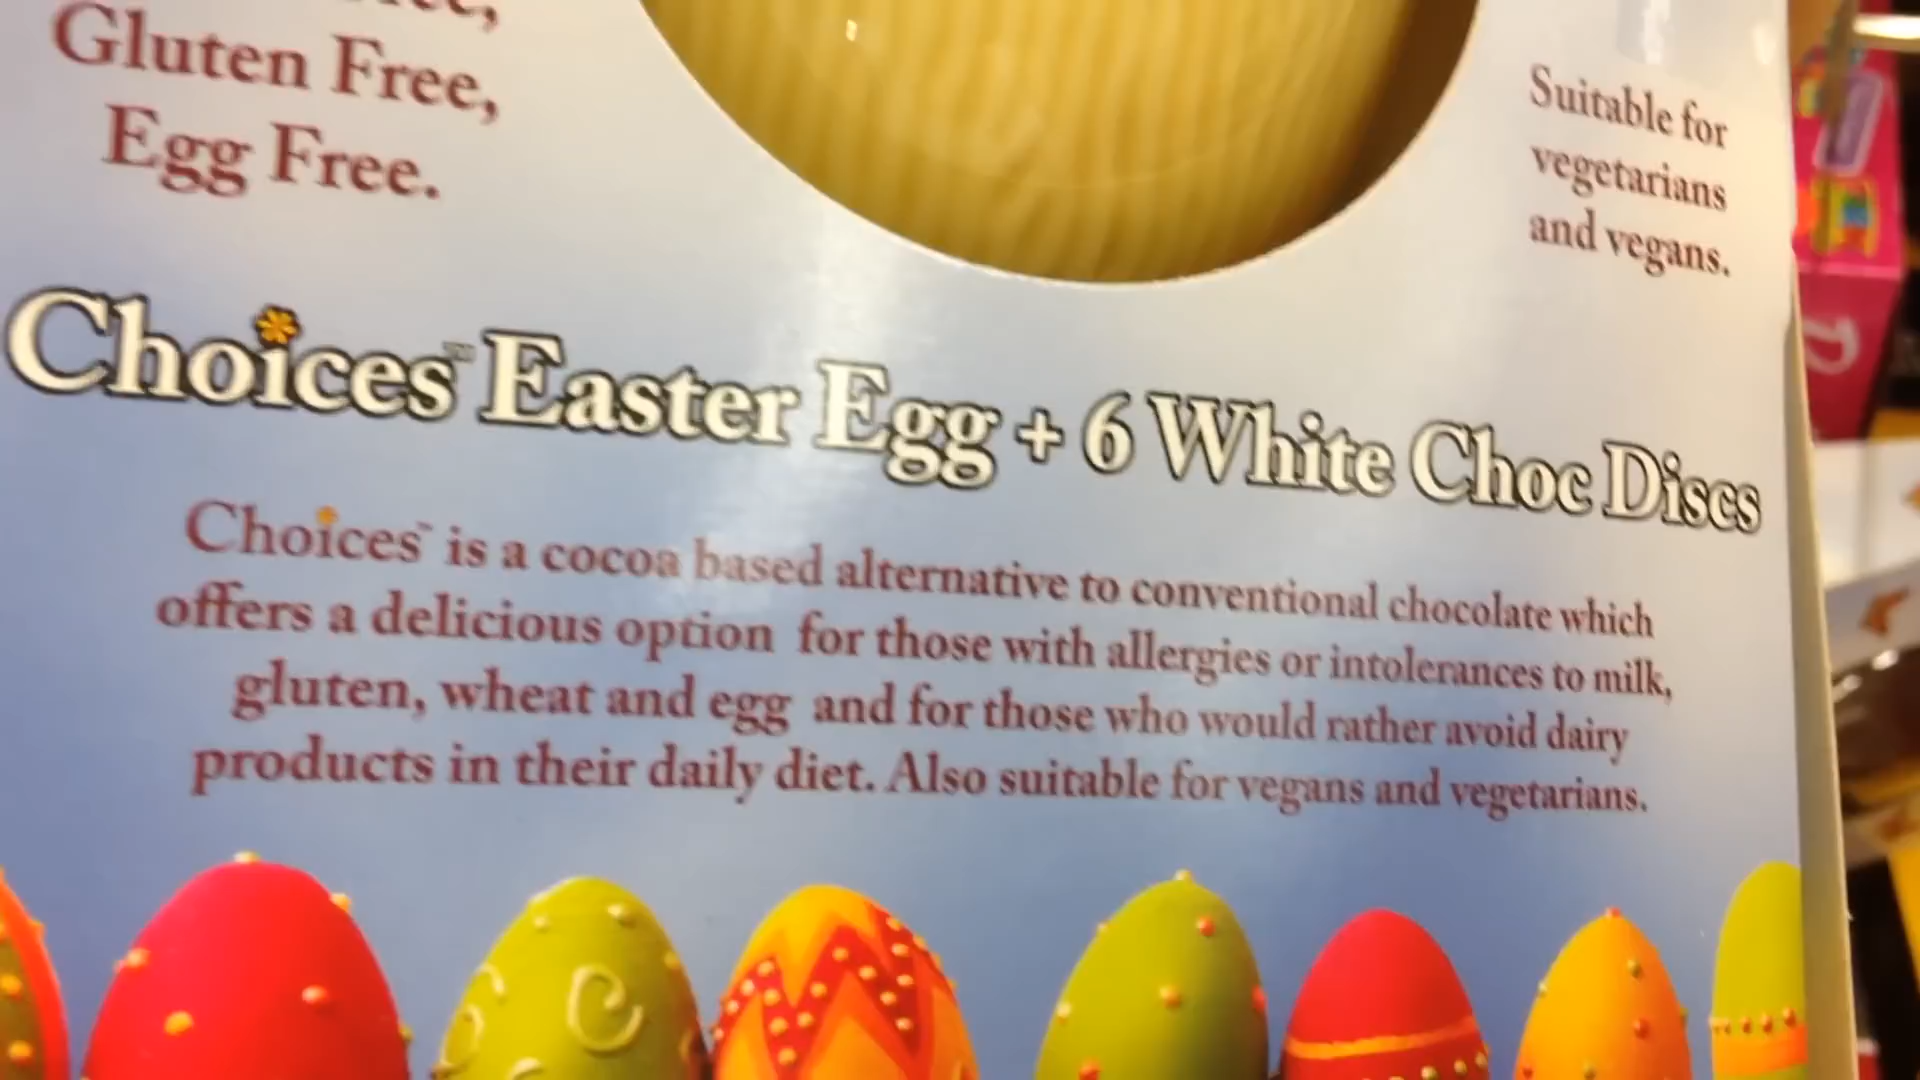 Gluten Free,
Egg Free.
Suitable for
vegetarians
and vegans.
Choices™ Easter Egg + 6 White Choc Discs
Choices™ is a cocoa based alternative to conventional chocolate which
offers a delicious option for those with allergies or intolerances to milk,
gluten, wheat and egg and for those who would rather avoid dairy
products in their daily diet. Also suitable for vegans and vegetarians.